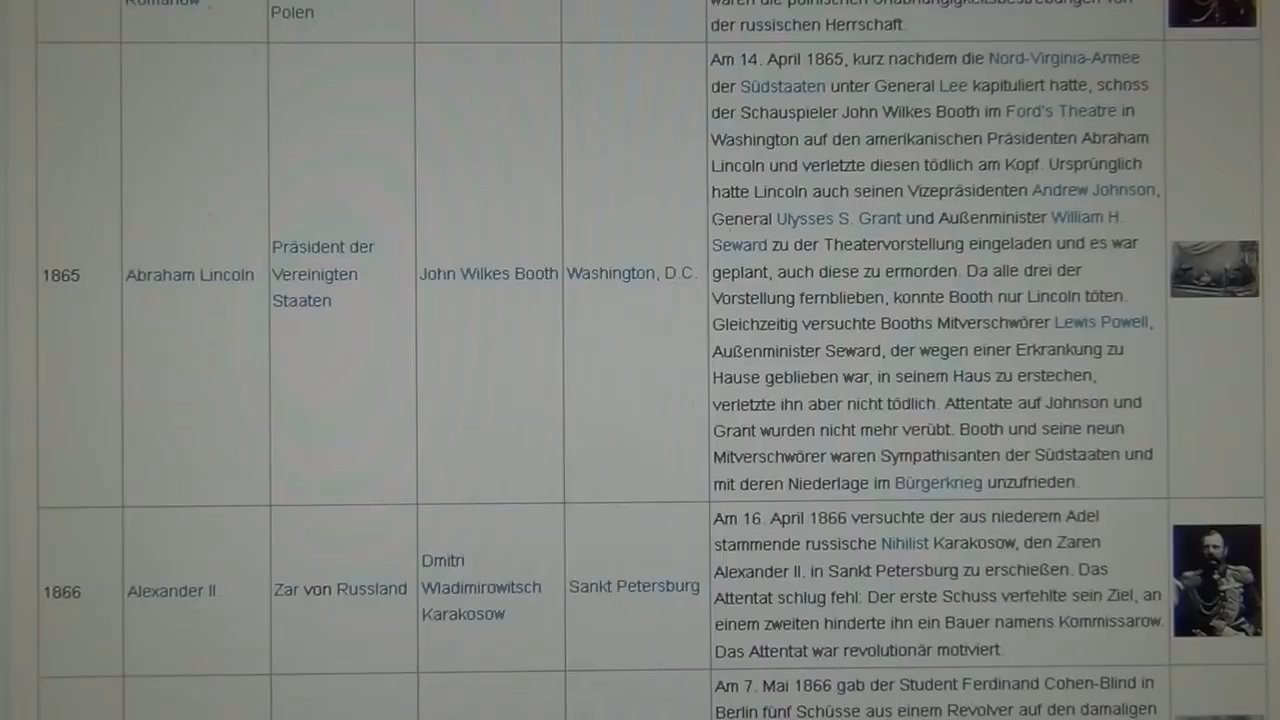 Romanow
Polen
waren die polnischen Unabhängigkeitsbestrebungen von
der russischen Herrschaft.
1865
Abraham Lincoln
Präsident der
Vereinigten
Staaten
John Wilkes Booth
Washington, D.C.
Am 14. April 1865, kurz nachdem die Nord-Virginia-Armee
der Südstaaten unter General Lee kapituliert hatte, schoss
der Schauspieler John Wilkes Booth im Ford's Theatre in
Washington auf den amerikanischen Präsidenten Abraham
Lincoln und verletzte diesen tödlich am Kopf. Ursprünglich
hatte Lincoln auch seinen Vizepräsidenten Andrew Johnson,
General Ulysses S. Grant und Außenminister William H.
Seward zu der Theatervorstellung eingeladen und es war
geplant, auch diese zu ermorden. Da alle drei der
Vorstellung fernblieben, konnte Booth nur Lincoln töten.
Gleichzeitig versuchte Booths Mitverschwörer Lewis Powell,
Außenminister Seward, der wegen einer Erkrankung zu
Hause geblieben war, in seinem Haus zu erstechen,
verletzte ihn aber nicht tödlich. Attentate auf Johnson und
Grant wurden nicht mehr verübt. Booth und seine neun
Mitverschwörer waren Sympathisanten der Südstaaten und
mit deren Niederlage im Bürgerkrieg unzufrieden.
1866
Alexander II.
Zar von Russland
Dmitri
Wladimirowitsch
Karakosow
Sankt Petersburg
Am 16. April 1866 versuchte der aus niederem Adel
stammende russische Nihilist Karakosow, den Zaren
Alexander II. in Sankt Petersburg zu erschießen. Das
Attentat schlug fehl: Der erste Schuss verfehlte sein Ziel, an
einem zweiten hinderte ihn ein Bauer namens Kommissarow.
Das Attentat war revolutionär motiviert.
Am 7. Mai 1866 gab der Student Ferdinand Cohen-Blind in
Berlin fünf Schüsse aus einem Revolver auf den damaligen